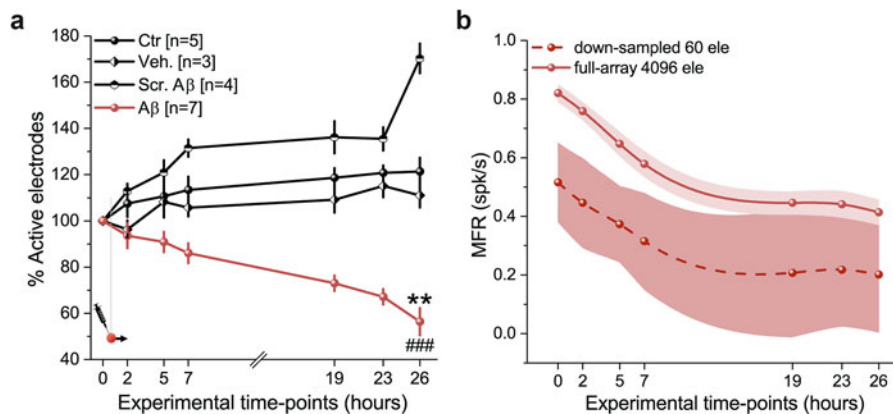 a
% Active electrodes
180
160
140
120
100
80
60
40
Ctr [n=5]
Veh. [n=3]
Scr. Aβ [n=4]
Aβ [n=7]
**
###
0 2 5 7 19 23 26
Experimental time-points (hours)
b
MFR (spk/s)
1.0
0.8
0.6
0.4
0.2
0.0
down-sampled 60 ele
full-array 4096 ele
0 2 5 7 19 23 26
Experimental time-points (hours)